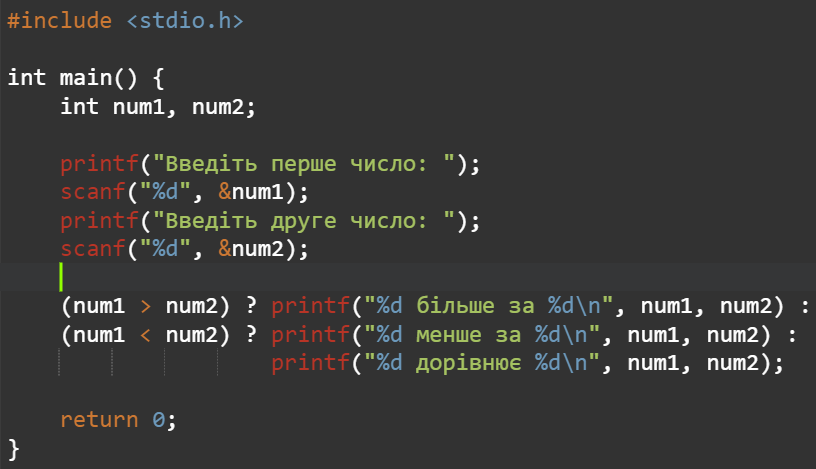 #include <stdio.h>
int main() {
    int num1, num2;
    printf("Введіть перше число: ");
    scanf("%d", &num1);
    printf("Введіть друге число: ");
    scanf("%d", &num2);
    (num1 > num2) ? printf("%d більше за %d\n", num1, num2) :
    (num1 < num2) ? printf("%d менше за %d\n", num1, num2) :
                    printf("%d дорівнює %d\n", num1, num2);
    return 0;
}